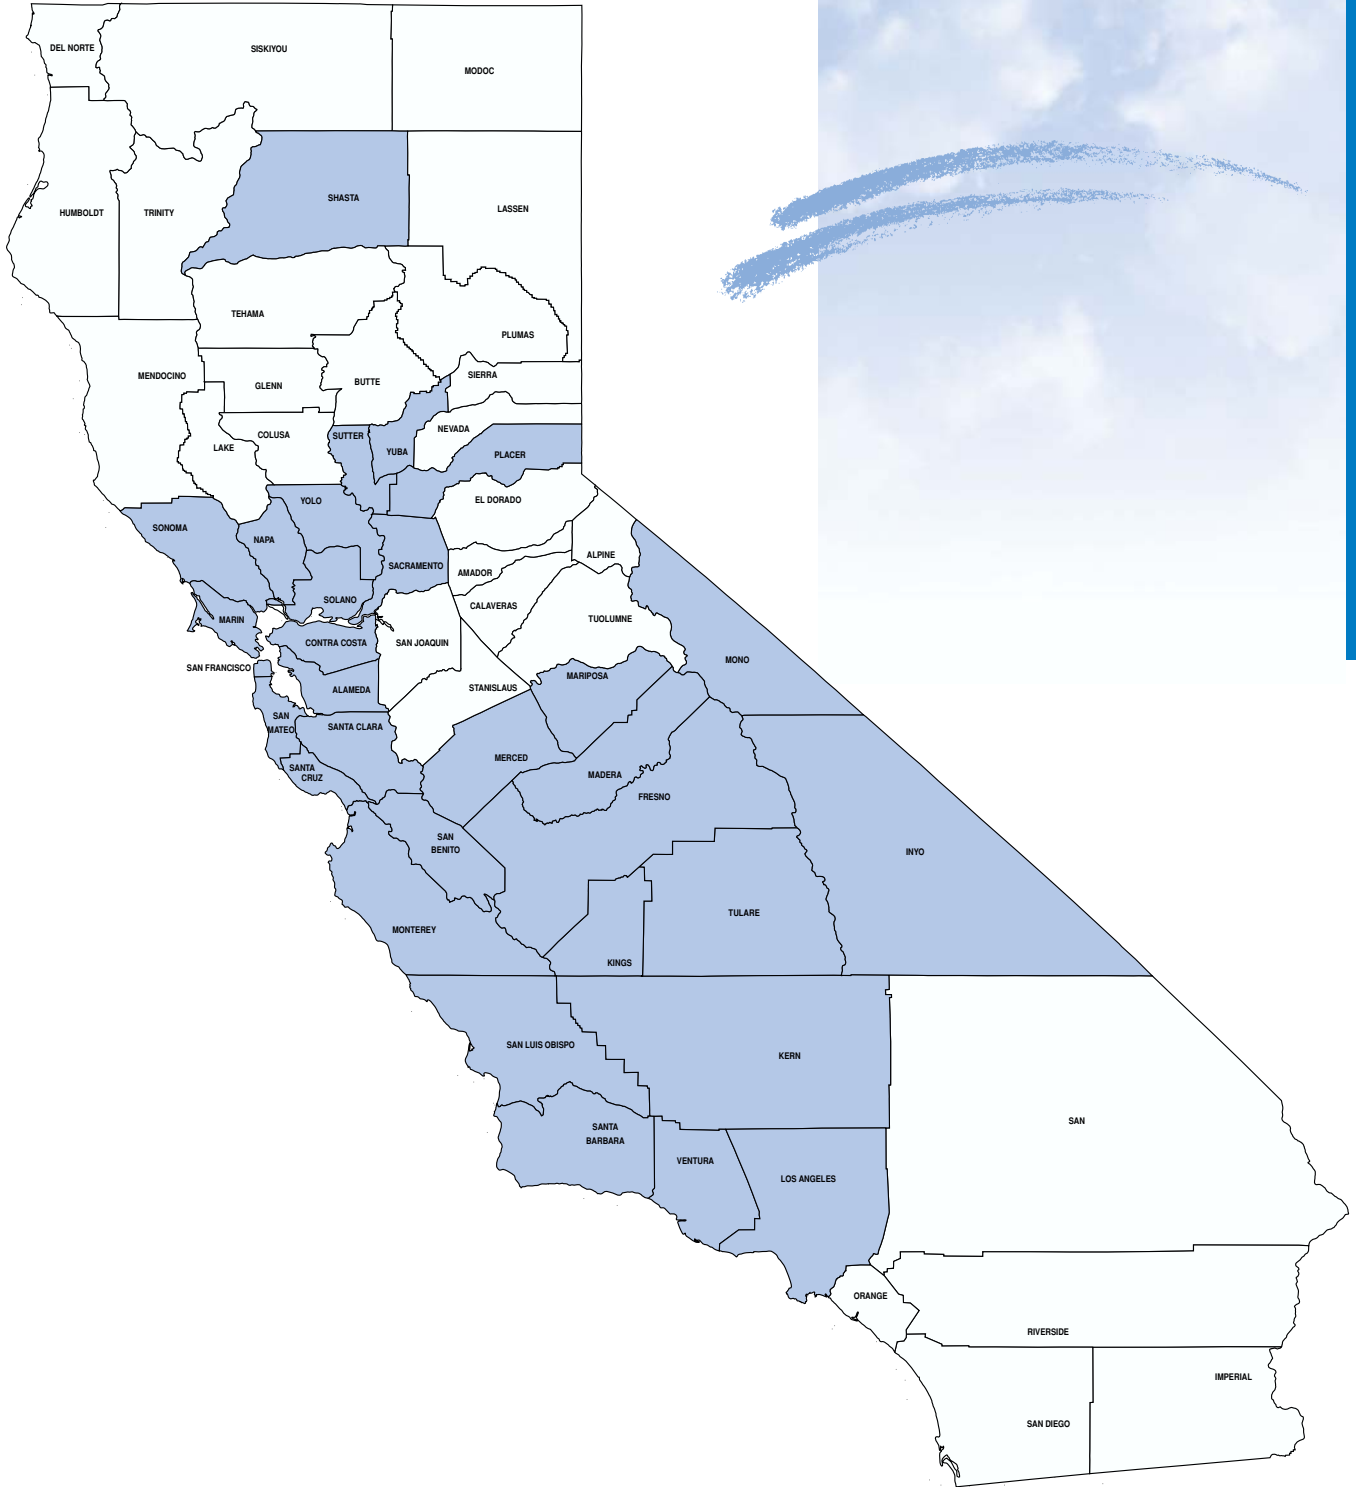 DEL NORTE
SISKIYOU
MODOC
SHASTA
LASSEN
HUMBOLDT
TRINITY
TEHAMA
PLUMAS
MENDOCINO
GLENN
BUTTE
SIERRA
NEVADA
COLUSA
SUTTER
LAKE
YUBA
PLACER
YOLO
EL DORADO
SONOMA
NAPA
ALPINE
SACRAMENTO
AMADOR
SOLANO
CALAVERAS
TUOLUMNE
MARIN
CONTRA COSTA
SAN JOAQUIN
MONO
SAN FRANCISCO
MARIPOSA
ALAMEDA
STANISLAUS
SAN
MATEO
SANTA CLARA
MERCED
SANTA
CRUZ
MADERA
FRESNO
SAN
BENITO
INYO
TULARE
MONTEREY
KINGS
SAN LUIS OBISPO
KERN
SAN
SANTA
BARBARA
VENTURA
LOS ANGELES
ORANGE
RIVERSIDE
IMPERIAL
SAN DIEGO